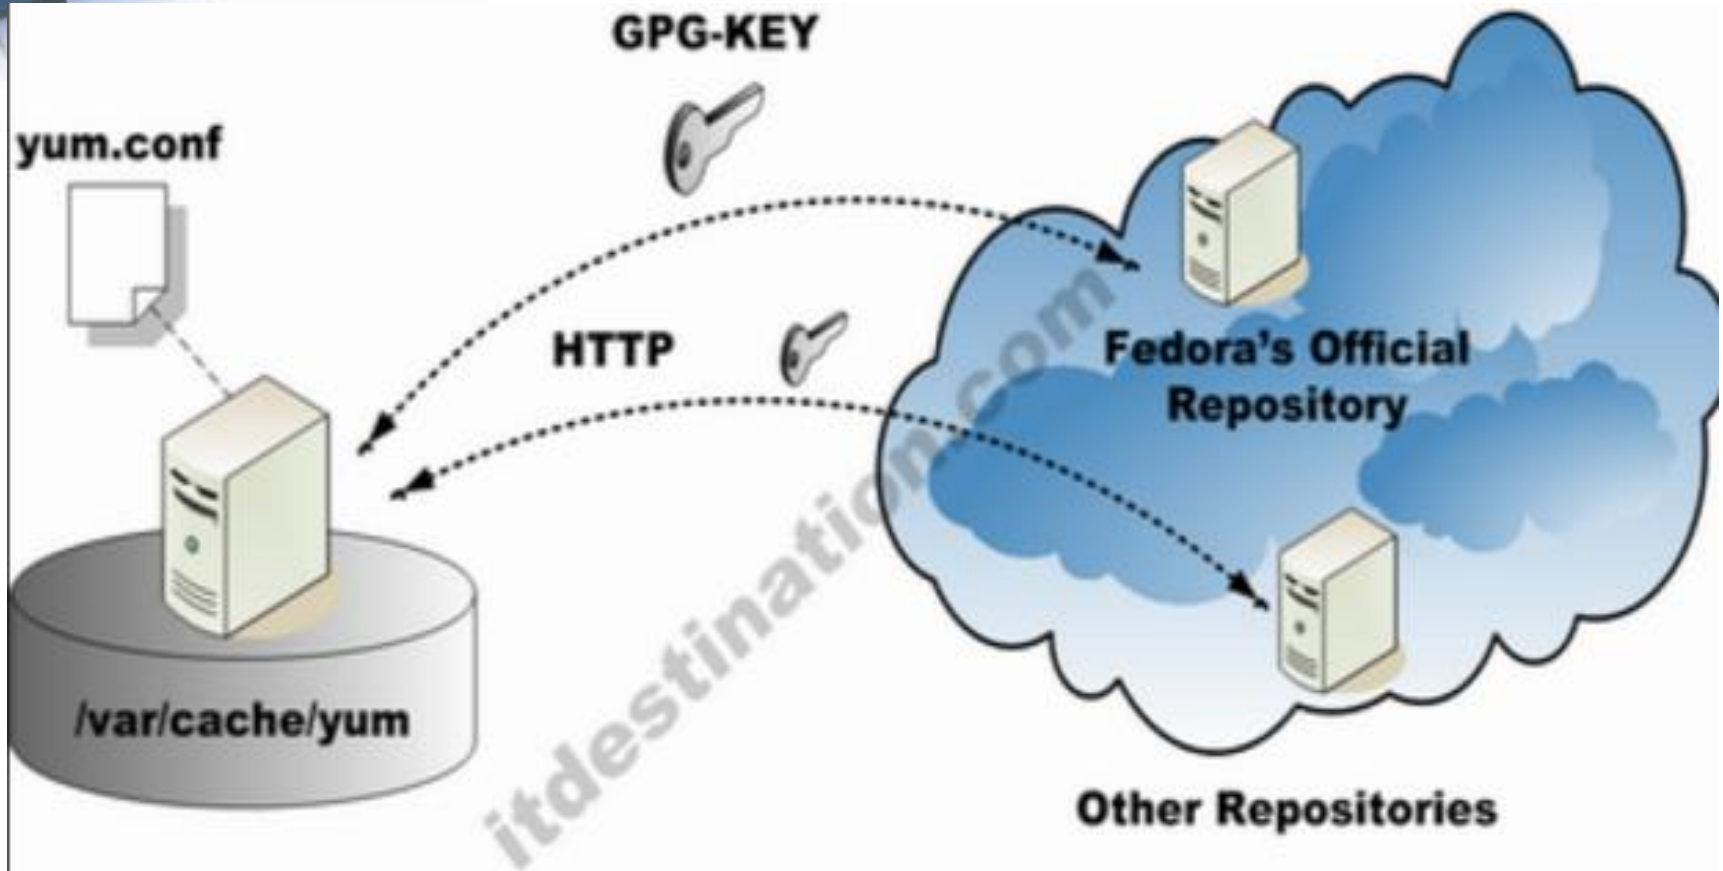 GPG-KEY
yum.conf
HTTP
Fedora's Official
Repository
/var/cache/yum
Other Repositories
itdestination.com